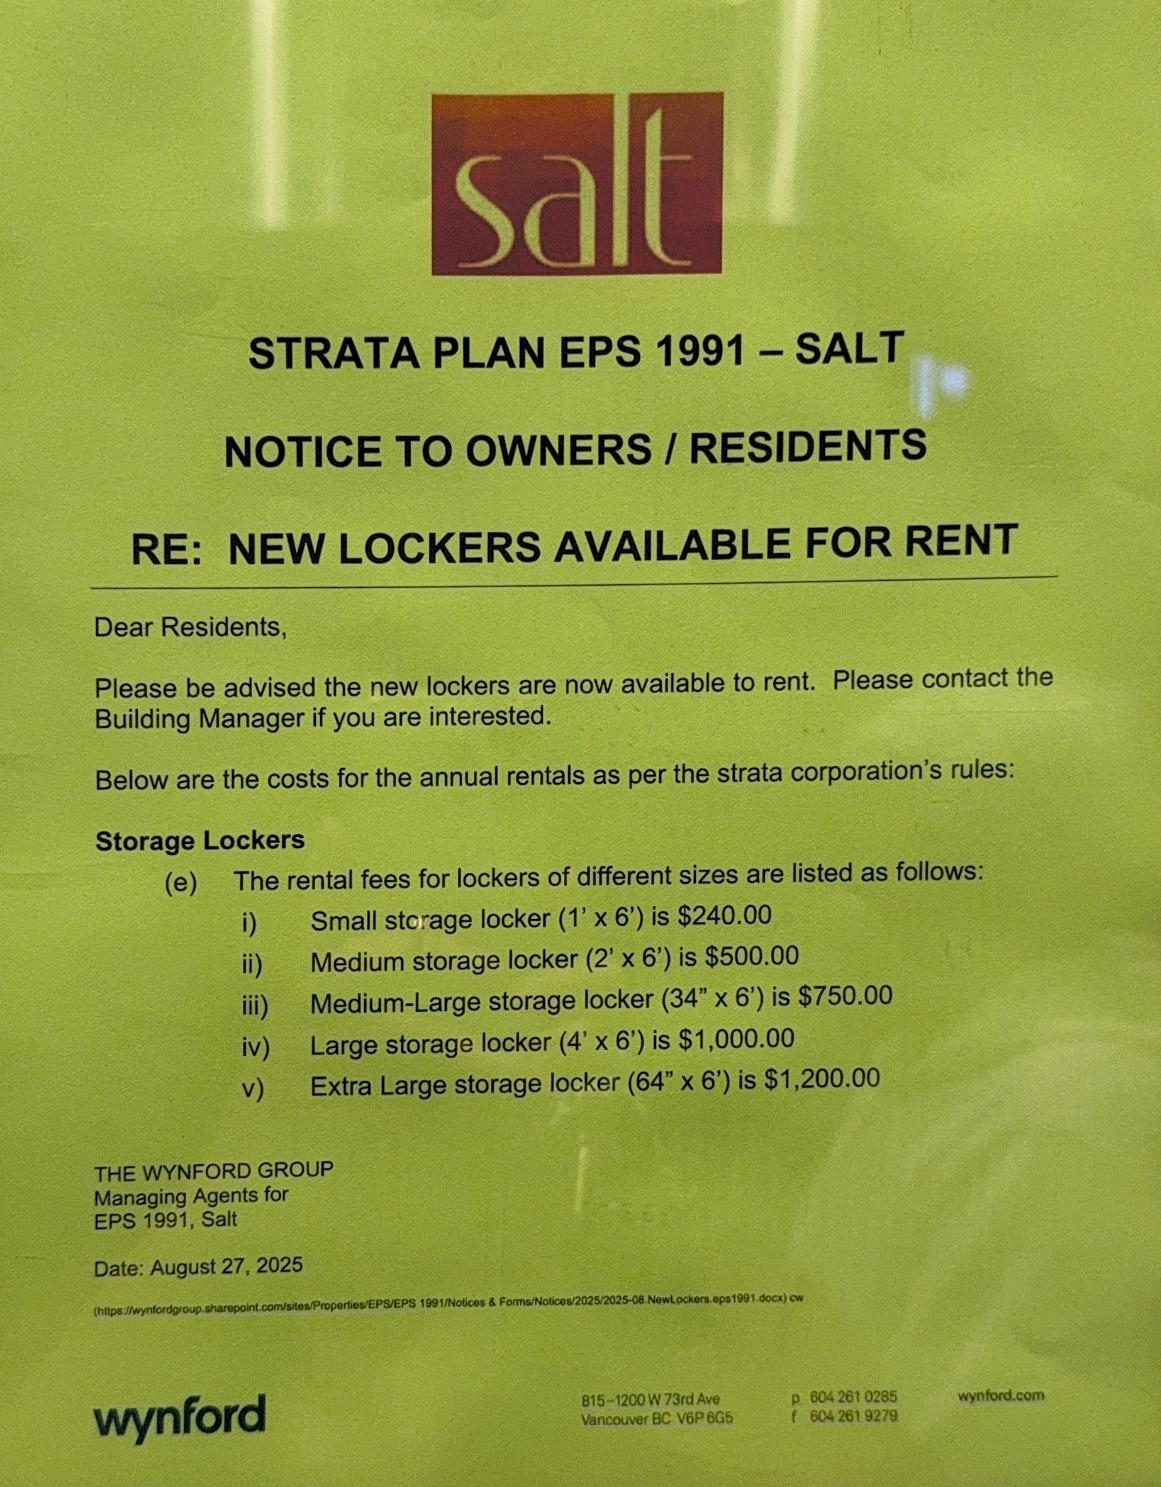 salt
STRATA PLAN EPS 1991 – SALT
NOTICE TO OWNERS / RESIDENTS
RE: NEW LOCKERS AVAILABLE FOR RENT
Dear Residents,
Please be advised the new lockers are now available to rent. Please contact the
Building Manager if you are interested.
Below are the costs for the annual rentals as per the strata corporation’s rules:
Storage Lockers
(e) The rental fees for lockers of different sizes are listed as follows:
i) Small storage locker (1’ x 6’) is $240.00
ii) Medium storage locker (2’ x 6’) is $500.00
iii) Medium-Large storage locker (34” x 6’) is $750.00
iv) Large storage locker (4’ x 6’) is $1,000.00
v) Extra Large storage locker (64” x 6’) is $1,200.00
THE WYNFORD GROUP
Managing Agents for
EPS 1991, Salt
Date: August 27, 2025
(https://wynfordgroup.sharepoint.com/sites/Properties/EPS/EPS 1991/Notices & Forms/Notices/2025/2025-08.NewLockers.eps1991.docx) cw
wynford
815–1200 W 73rd Ave
Vancouver BC V6P 6G5
p 604 261 0285
f 604 261 9279
wynford.com